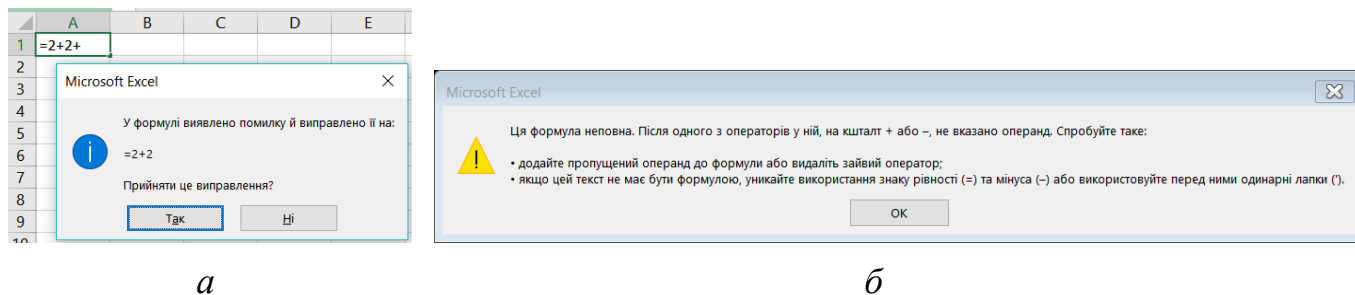 A B C D E
1 =2+2+
2
3
4
5
6
7
8
9
10
Microsoft Excel
У формулі виявлено помилку й виправлено її на:
=2+2
Прийняти це виправлення?
Так Ні
Microsoft Excel
Ця формула неповна. Після одного з операторів у ній, на кшталт + або –, не вказано операнд. Спробуйте таке:
• додайте пропущений операнд до формули або видаліть зайвий оператор;
• якщо цей текст не має бути формулою, уникайте використання знаку рівності (=) та мінуса (–) або використовуйте перед ними одинарні лапки (').
ОК
а б